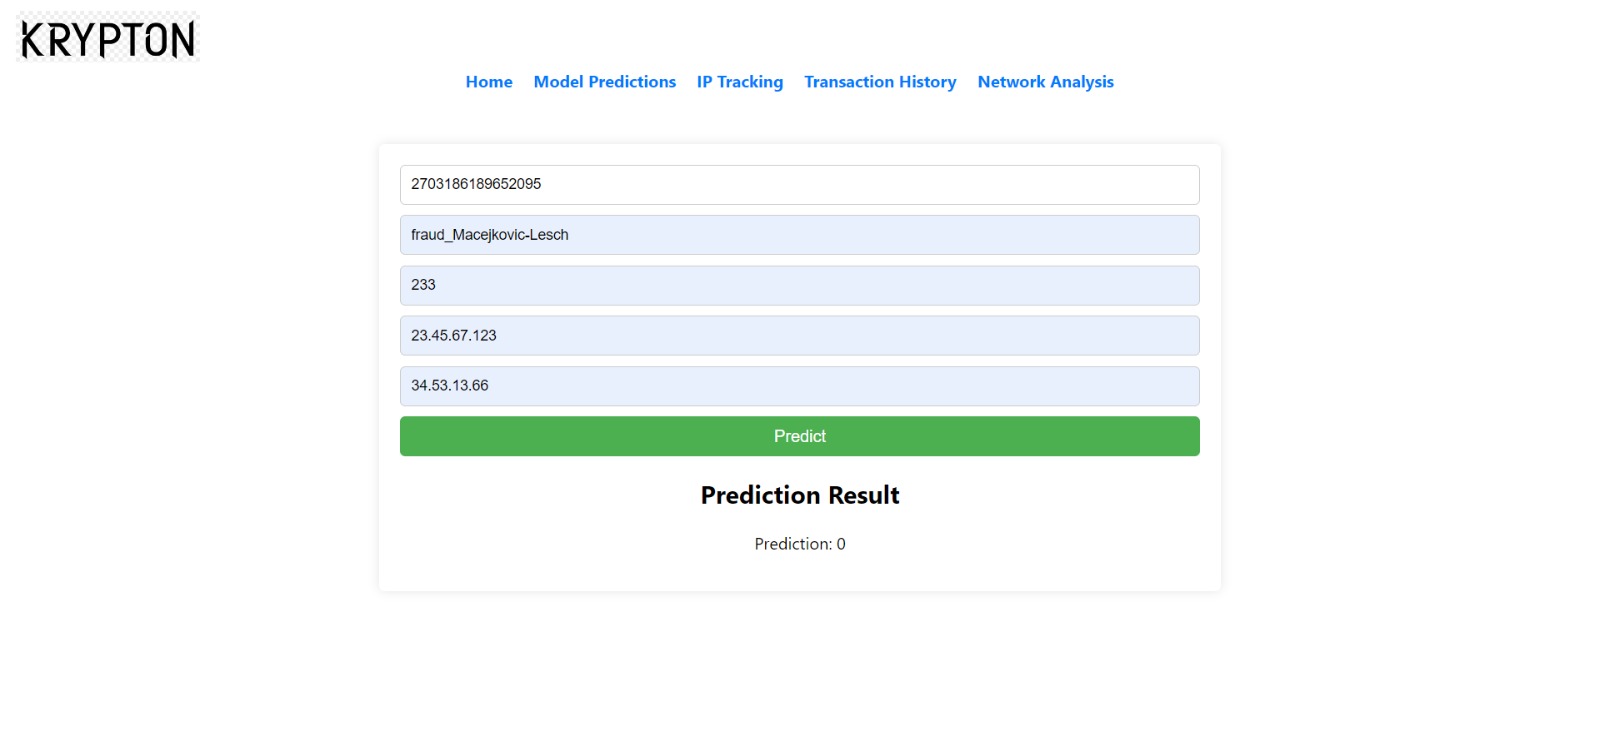 KRYPTON
Home Model Predictions IP Tracking Transaction History Network Analysis
2703186189652095
fraud_Macejkovic-Lesch
233
23.45.67.123
34.53.13.66
Predict
Prediction Result
Prediction: 0